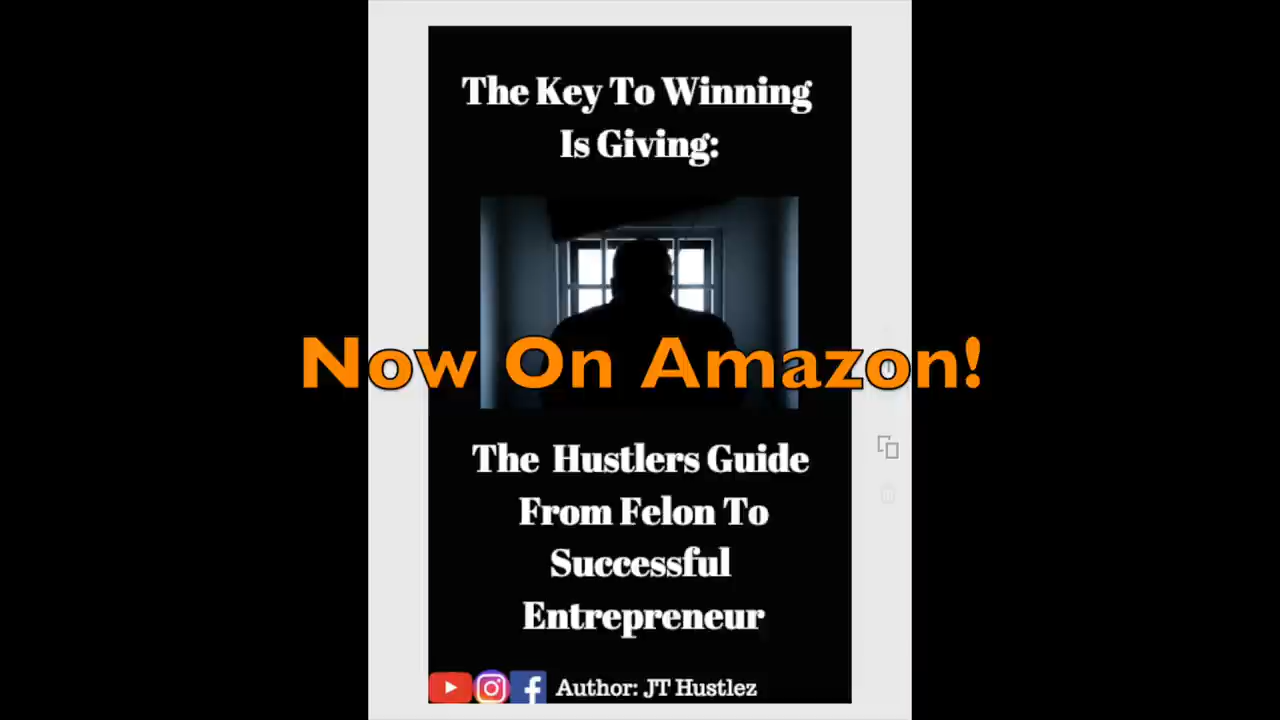 The Key To Winning
Is Giving:
Now On Amazon!
The Hustlers Guide
From Felon To
Successful
Entrepreneur
Author: JT Hustlez